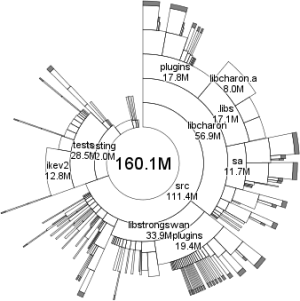 plugins
17.8M
libcharon.a
8.0M
.libs
17.1M
libcharon
56.9M
tests
28.5M
sting
2.0M
ikev2
12.8M
160.1M
sa
11.7M
src
111.4M
libstrongswan
33.9M
plugins
19.4M